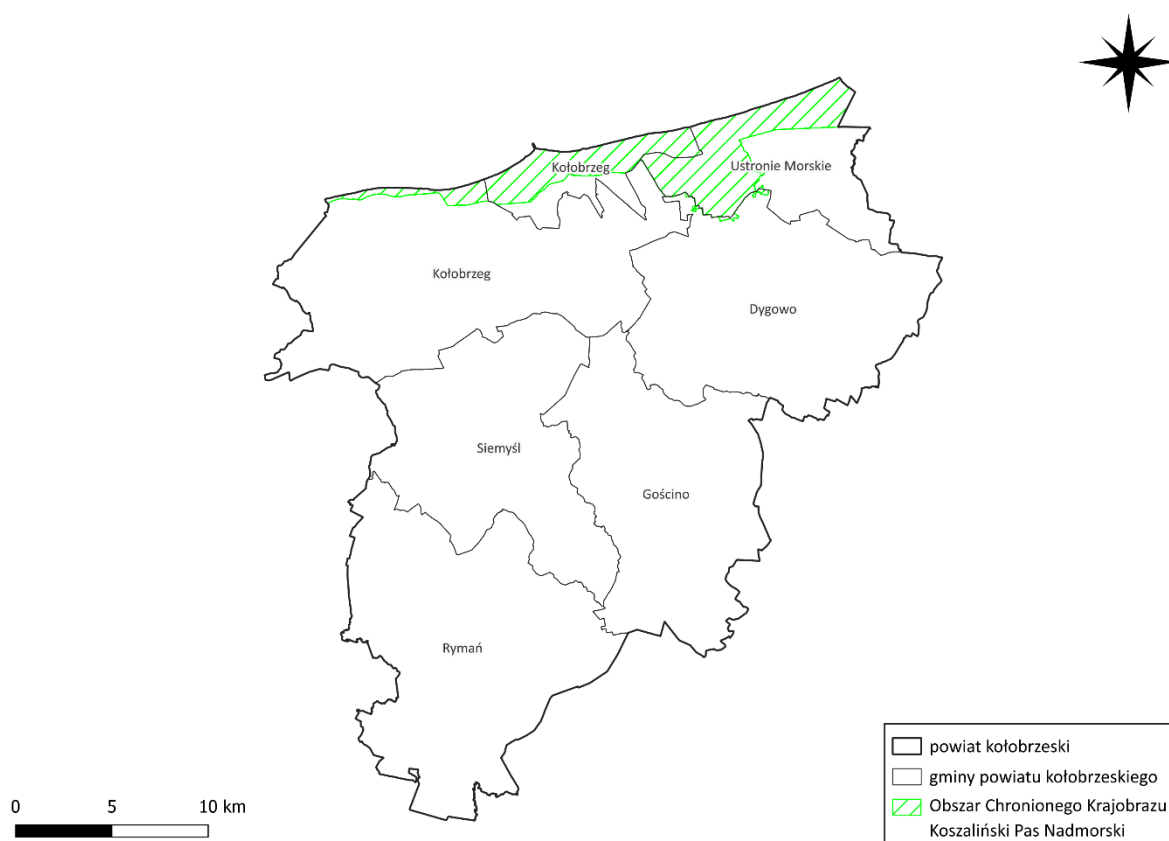 Kołobrzeg
Ustronie Morskie
Kołobrzeg
Dygowo
Siemyśl
Gościno
Rymań
0 5 10 km
powiat kołobrzeski
gminy powiatu kołobrzeskiego
Obszar Chronionego Krajobrazu
Koszaliński Pas Nadmorski